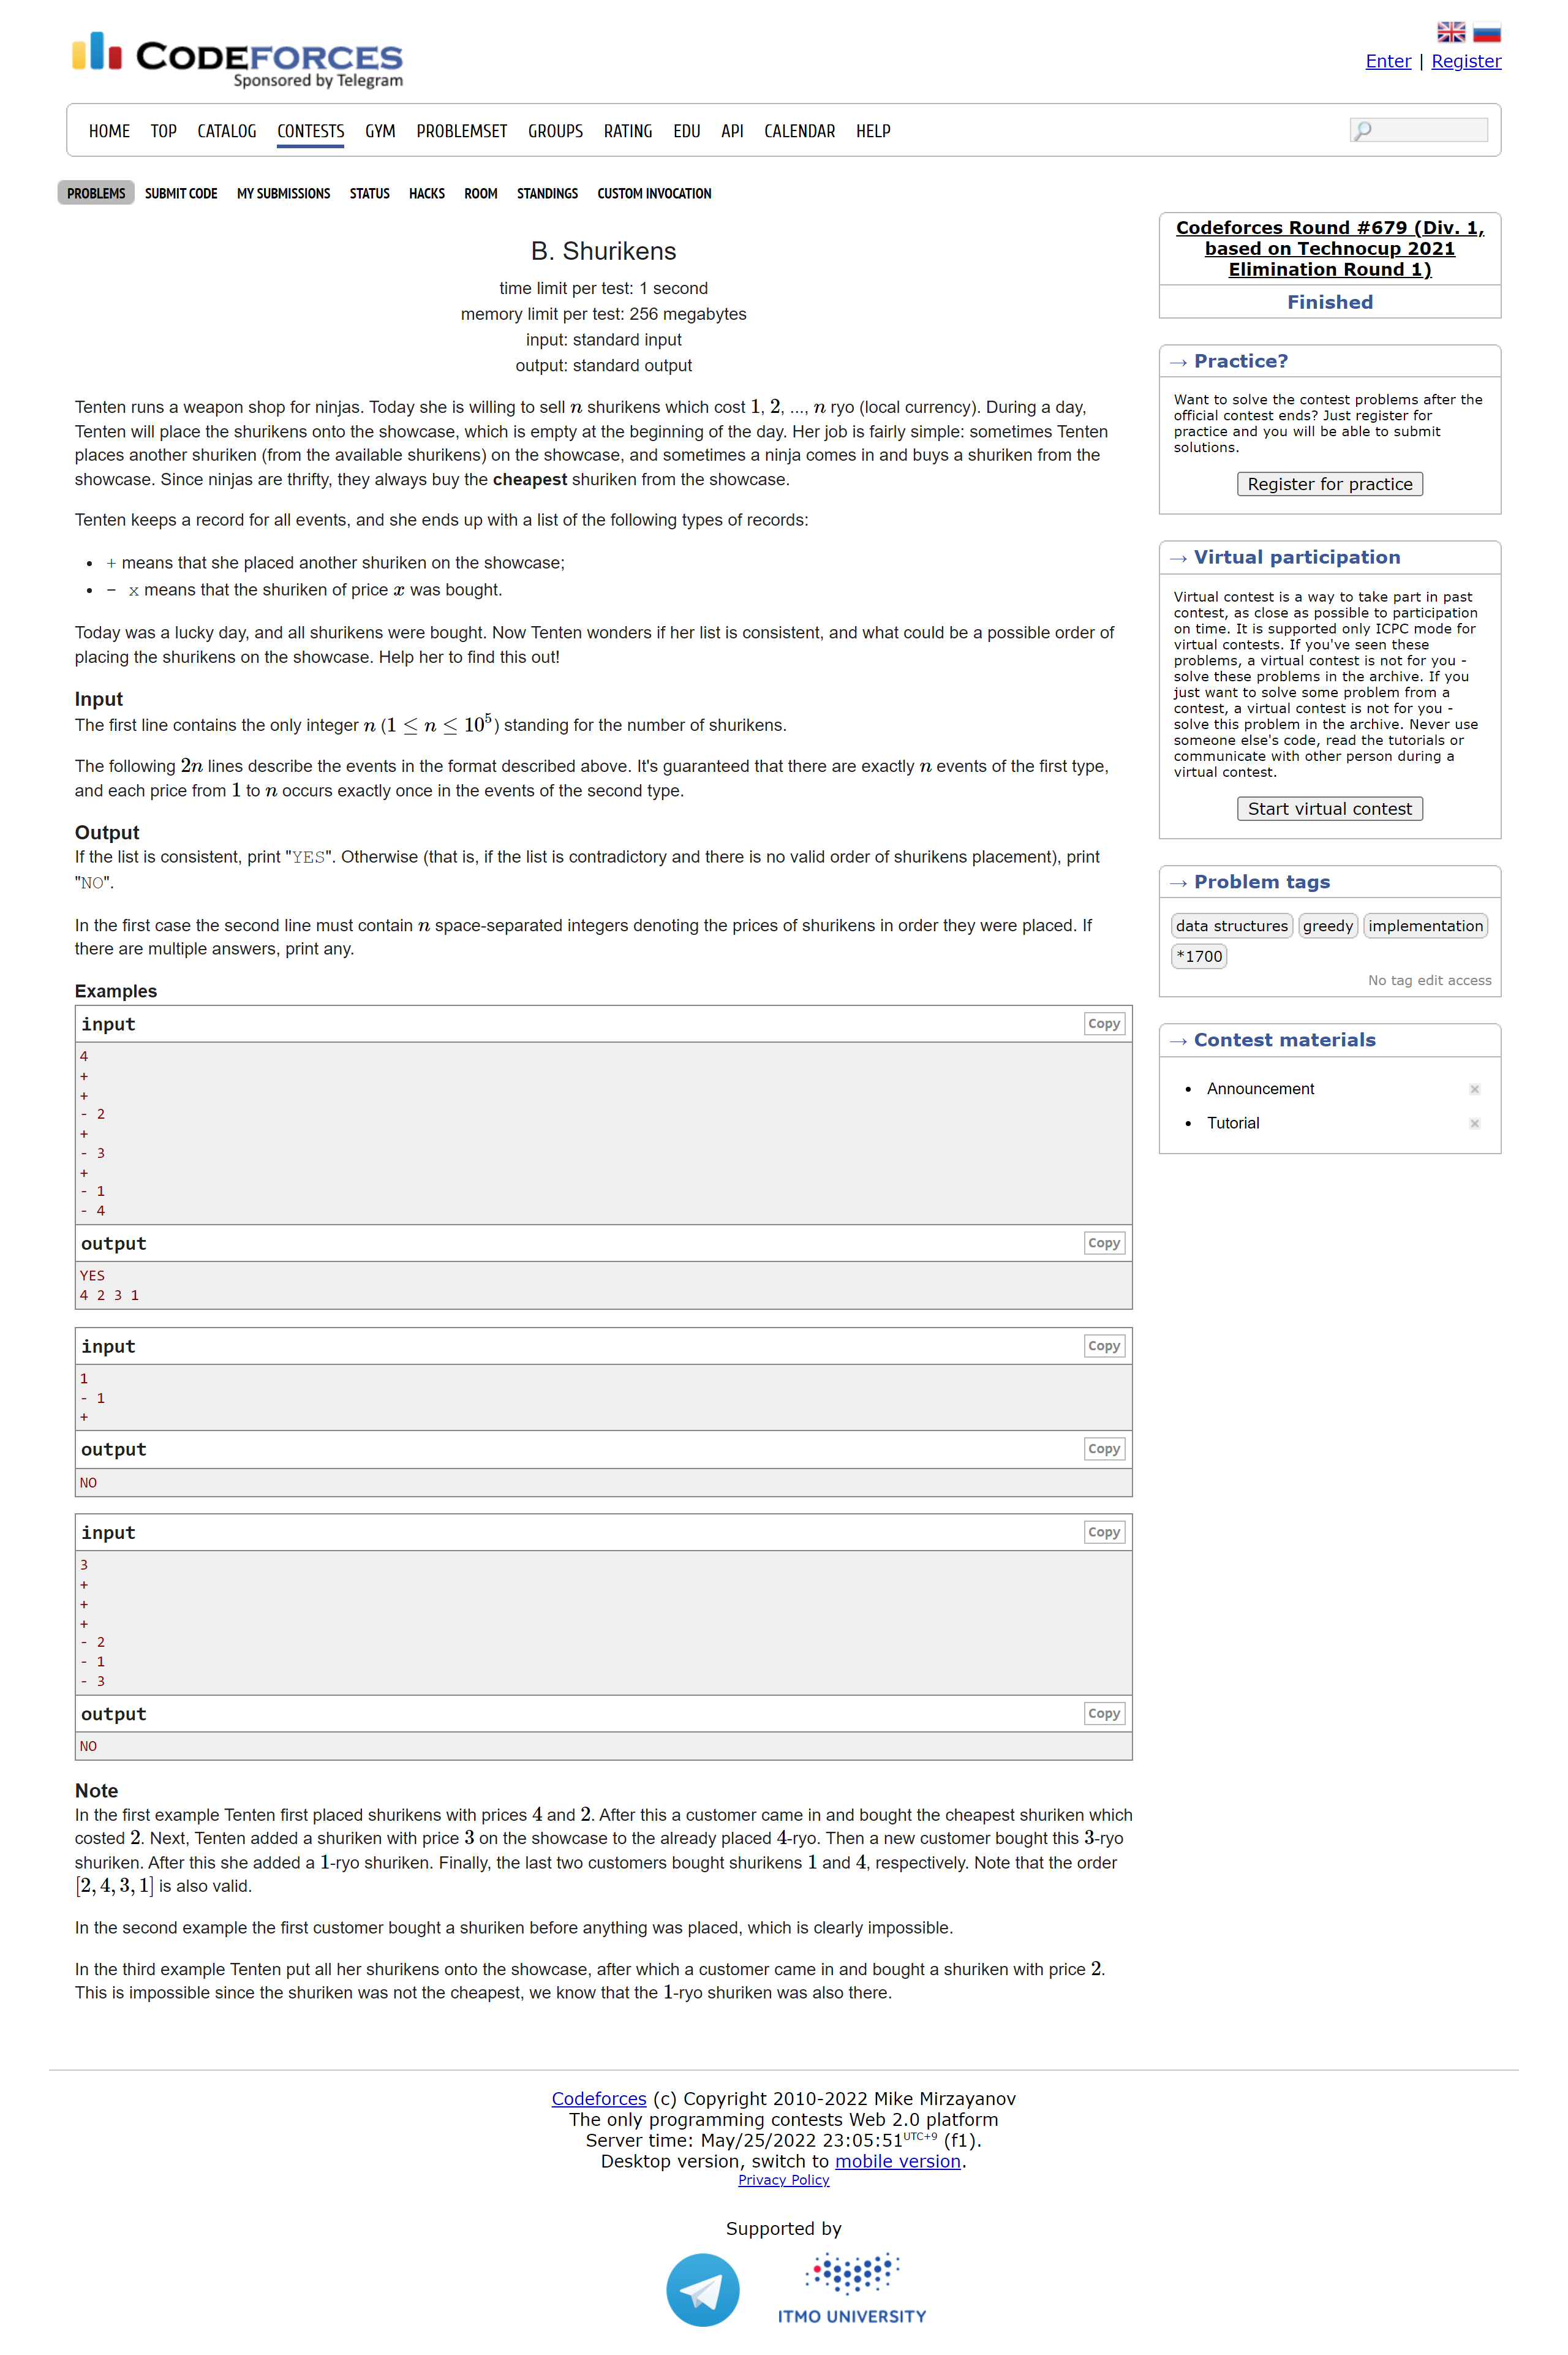 CODEFORCES
Sponsored by Telegram
Enter | Register
HOME TOP CATALOG CONTESTS GYM PROBLEMSET GROUPS RATING EDU API CALENDAR HELP
PROBLEMS SUBMIT CODE MY SUBMISSIONS STATUS HACKS ROOM STANDINGS CUSTOM INVOCATION
B. Shurikens
time limit per test: 1 second
memory limit per test: 256 megabytes
input: standard input
output: standard output
Tenten runs a weapon shop for ninjas. Today she is willing to sell n shurikens which cost 1, 2, ..., n ryo (local currency). During a day,
Tenten will place the shurikens onto the showcase, which is empty at the beginning of the day. Her job is fairly simple: sometimes Tenten
places another shuriken (from the available shurikens) on the showcase, and sometimes a ninja comes in and buys a shuriken from the
showcase. Since ninjas are thrifty, they always buy the cheapest shuriken from the showcase.
Tenten keeps a record for all events, and she ends up with a list of the following types of records:
• + means that she placed another shuriken on the showcase;
• - x means that the shuriken of price x was bought.
Today was a lucky day, and all shurikens were bought. Now Tenten wonders if her list is consistent, and what could be a possible order of
placing the shurikens on the showcase. Help her to find this out!
Input
The first line contains the only integer n (1 ≤ n ≤ 10^5) standing for the number of shurikens.
The following 2n lines describe the events in the format described above. It's guaranteed that there are exactly n events of the first type,
and each price from 1 to n occurs exactly once in the events of the second type.
Output
If the list is consistent, print "YES". Otherwise (that is, if the list is contradictory and there is no valid order of shurikens placement), print
"NO".
In the first case the second line must contain n space-separated integers denoting the prices of shurikens in order they were placed. If
there are multiple answers, print any.
Examples
input Copy
4
+
+
- 2
+
- 3
+
- 1
- 4
output Copy
YES
4 2 3 1
input Copy
1
- 1
+
output Copy
NO
input Copy
3
+
+
+
- 2
- 1
- 3
output Copy
NO
Note
In the first example Tenten first placed shurikens with prices 4 and 2. After this a customer came in and bought the cheapest shuriken which
costed 2. Next, Tenten added a shuriken with price 3 on the showcase to the already placed 4-ryo. Then a new customer bought this 3-ryo
shuriken. After this she added a 1-ryo shuriken. Finally, the last two customers bought shurikens 1 and 4, respectively. Note that the order
[2, 4, 3, 1] is also valid.
In the second example the first customer bought a shuriken before anything was placed, which is clearly impossible.
In the third example Tenten put all her shurikens onto the showcase, after which a customer came in and bought a shuriken with price 2.
This is impossible since the shuriken was not the cheapest, we know that the 1-ryo shuriken was also there.
Codeforces Round #679 (Div. 1,
based on Technocup 2021
Elimination Round 1)
Finished
→ Practice?
Want to solve the contest problems after the
official contest ends? Just register for
practice and you will be able to submit
solutions.
Register for practice
→ Virtual participation
Virtual contest is a way to take part in past
contest, as close as possible to participation
on time. It is supported only ICPC mode for
virtual contests. If you've seen these
problems, a virtual contest is not for you -
solve these problems in the archive. If you
just want to solve some problem from a
contest, a virtual contest is not for you -
solve this problem in the archive. Never use
someone else's code, read the tutorials or
communicate with other person during a
virtual contest.
Start virtual contest
→ Problem tags
data structures greedy implementation
*1700
No tag edit access
→ Contest materials
• Announcement
• Tutorial
Codeforces (c) Copyright 2010-2022 Mike Mirzayanov
The only programming contests Web 2.0 platform
Server time: May/25/2022 23:05:51 UTC+9 (f1).
Desktop version, switch to mobile version.
Privacy Policy
Supported by
ITMO UNIVERSITY